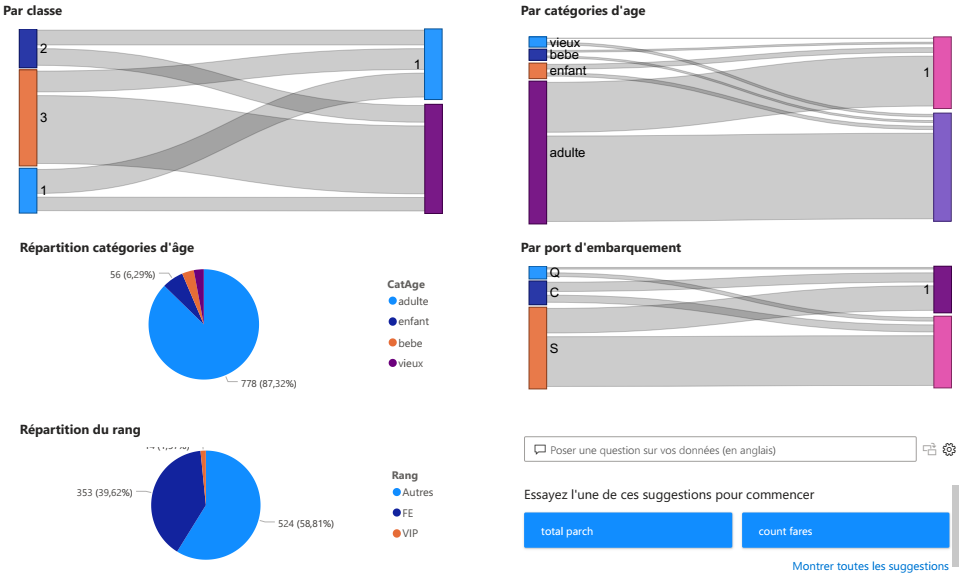 Par classe
2
3
1
1
Par catégories d'age
vieux
bebe
enfant
adulte
1
Répartition catégories d'âge
56 (6,29%)
778 (87,32%)
CatAge
adulte
enfant
bebe
vieux
Par port d'embarquement
Q
C
S
1
Répartition du rang
353 (39,62%)
524 (58,81%)
Rang
Autres
FE
VIP
Poser une question sur vos données (en anglais)
Essayez l'une de ces suggestions pour commencer
total parch
count fares
Montrer toutes les suggestions